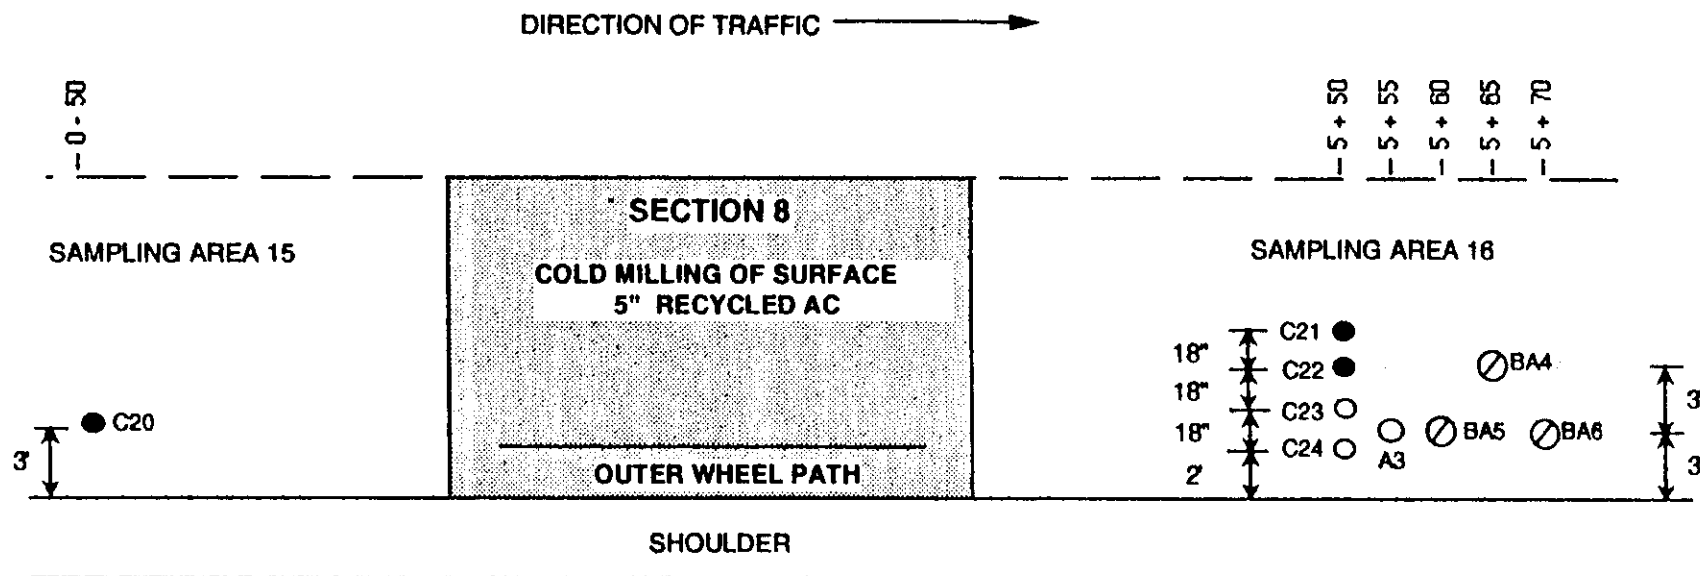 DIRECTION OF TRAFFIC
0 - 50
5 + 50
5 + 55
5 + 60
5 + 65
5 + 70
SECTION 8
SAMPLING AREA 15
SAMPLING AREA 16
COLD MILLING OF SURFACE
5" RECYCLED AC
C21
18"
C22
BA4
18"
C23
3
C20
18"
C24
A3
BA5
BA6
3'
2'
3
OUTER WHEEL PATH
SHOULDER